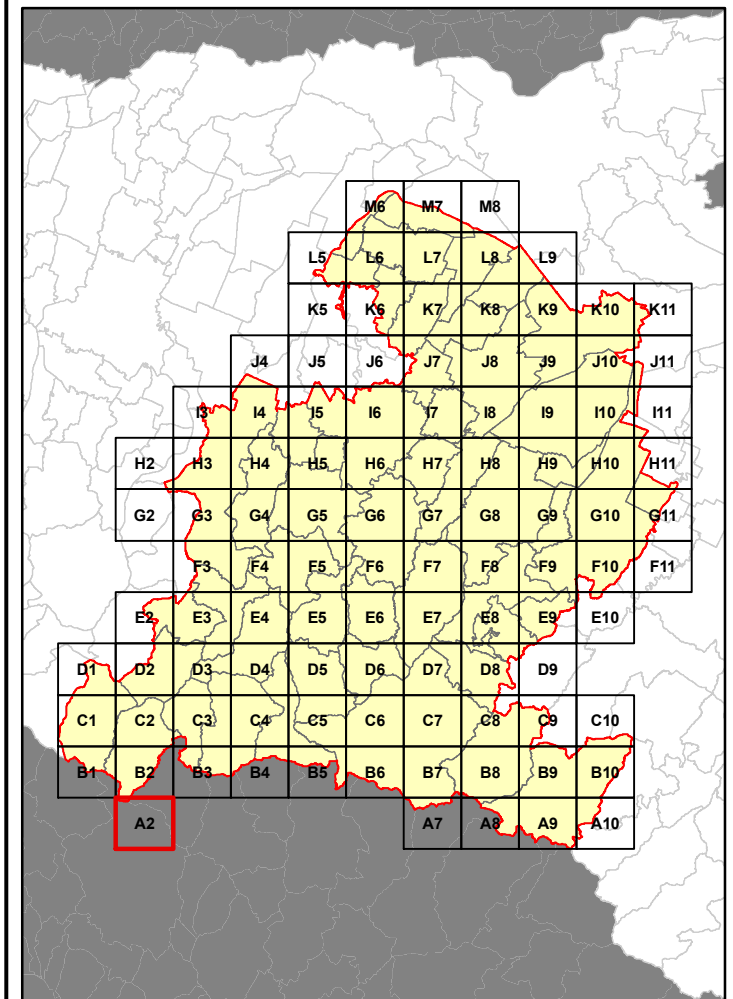 M6 M7 M8
L5 L6 L7 L8 L9
K5 K6 K7 K8 K9 K10 K11
J4 J5 J6 J7 J8 J9 J10 J11
I3 I4 I5 I6 I7 I8 I9 I10 I11
H2 H3 H4 H5 H6 H7 H8 H9 H10 H11
G2 G3 G4 G5 G6 G7 G8 G9 G10 G11
F3 F4 F5 F6 F7 F8 F9 F10 F11
E2 E3 E4 E5 E6 E7 E8 E9 E10
D1 D2 D3 D4 D5 D6 D7 D8 D9
C1 C2 C3 C4 C5 C6 C7 C8 C9 C10
B1 B2 B3 B4 B5 B6 B7 B8 B9 B10
A2 A7 A8 A9 A10